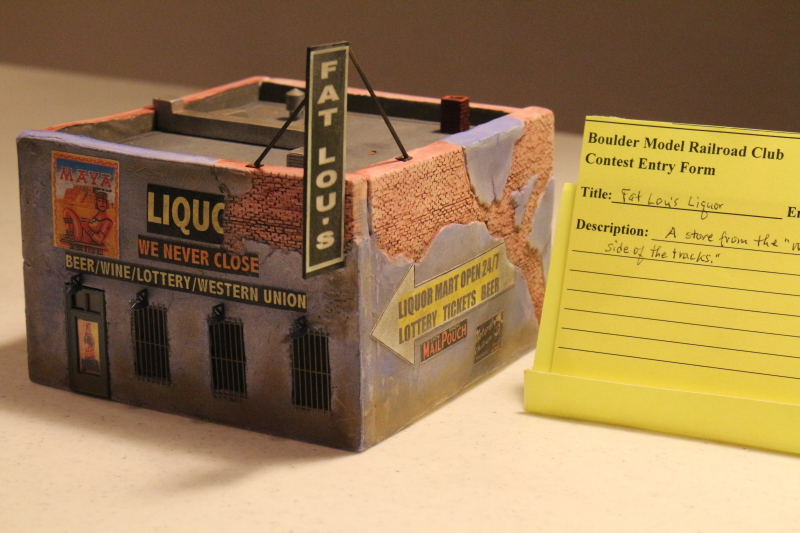 FAT LOU'S
MAYA
LIQUO
WE NEVER CLOSE
BEER/WINE/LOTTERY/WESTERN UNION
LIQUOR MART OPEN 24/7
LOTTERY TICKETS BEER
MAIL POUCH
Boulder Model Railroad Club
Contest Entry Form
Title: Fat Lou's Liquor
Description: A store from the "
side of the tracks."